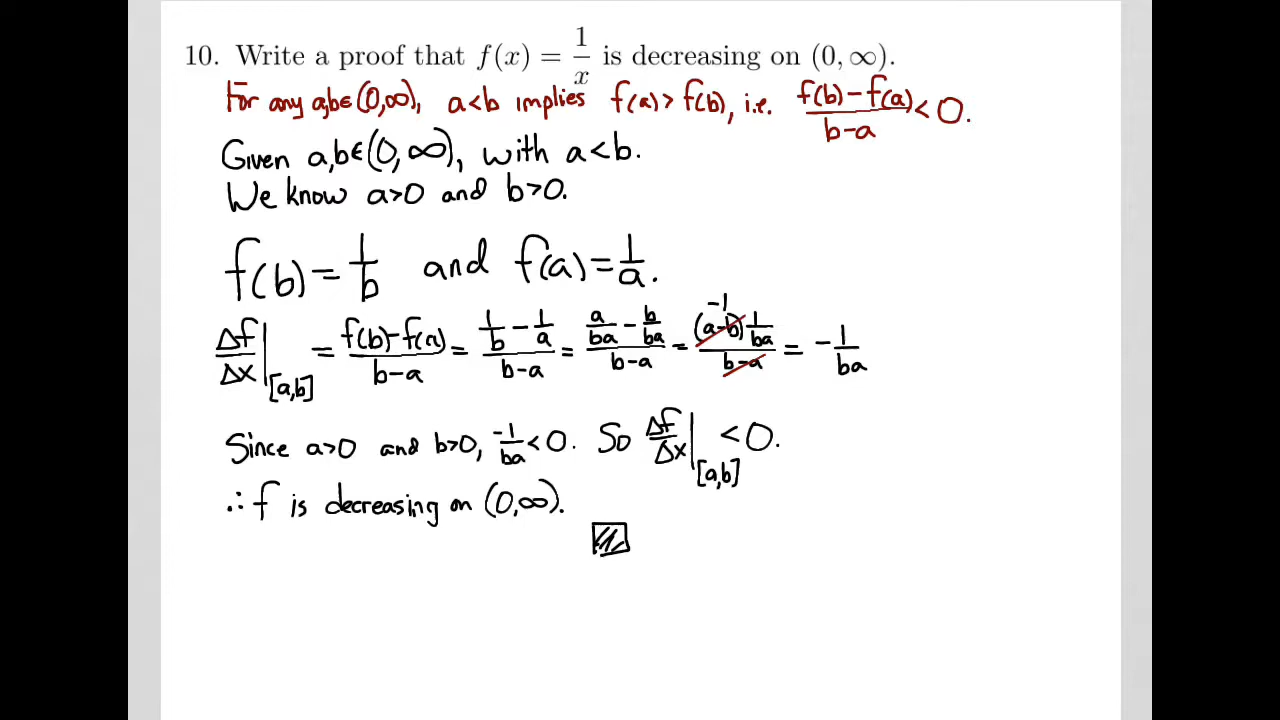 10. Write a proof that f(x) = 1/x is decreasing on (0, ∞).
For any a,b∈(0,∞), a<b implies f(a)>f(b), i.e. (f(b)−f(a))/(b−a) < 0.
Given a,b∈(0,∞), with a<b.
We know a>0 and b>0.
f(b) = 1/b and f(a) = 1/a.
Δf/Δx|[a,b] = (f(b)−f(a))/(b−a) = (1/b − 1/a)/(b−a) = (a/ba − b/ba)/(b−a) = −1 (a−b) 1/ba/(b−a) = −1/ba
Since a>0 and b>0, −1/ba < 0. So Δf/Δx|[a,b] < 0.
∴ f is decreasing on (0,∞).